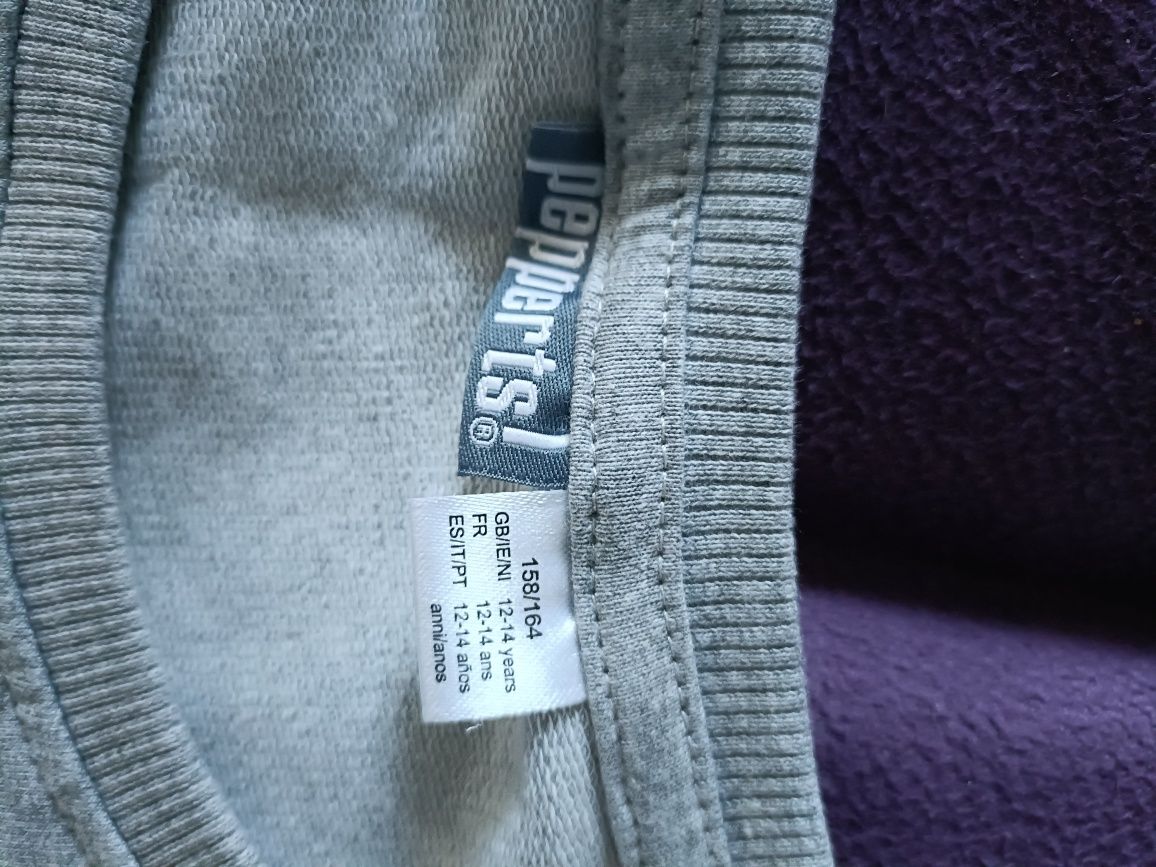 pepperts!®
158/164
GB/IE/NI 12-14 years
FR 12-14 ans
ES/IT/PT 12-14 años
anni/anos